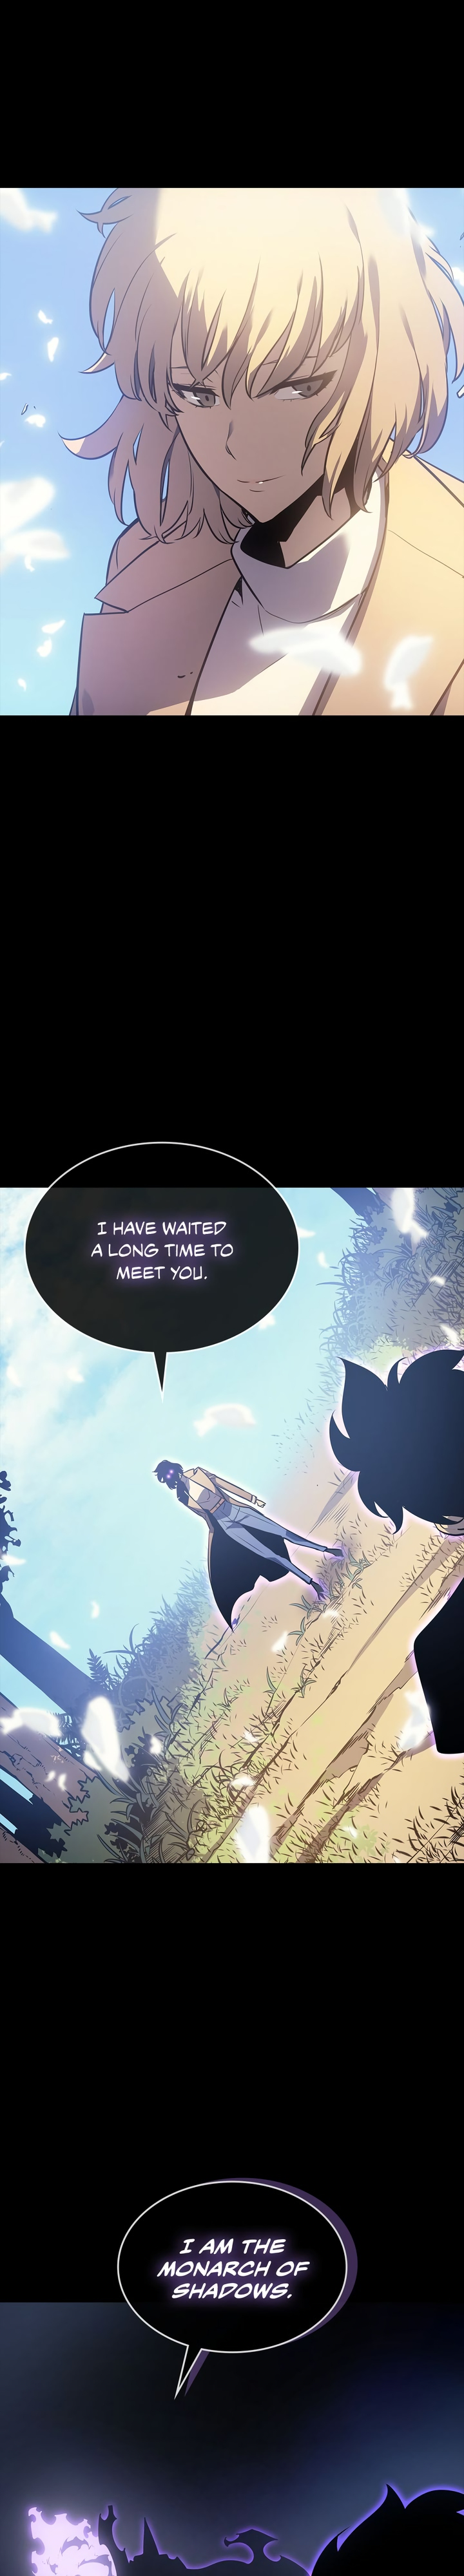 I HAVE WAITED
A LONG TIME TO
MEET YOU.
I AM THE
MONARCH OF
SHADOWS.